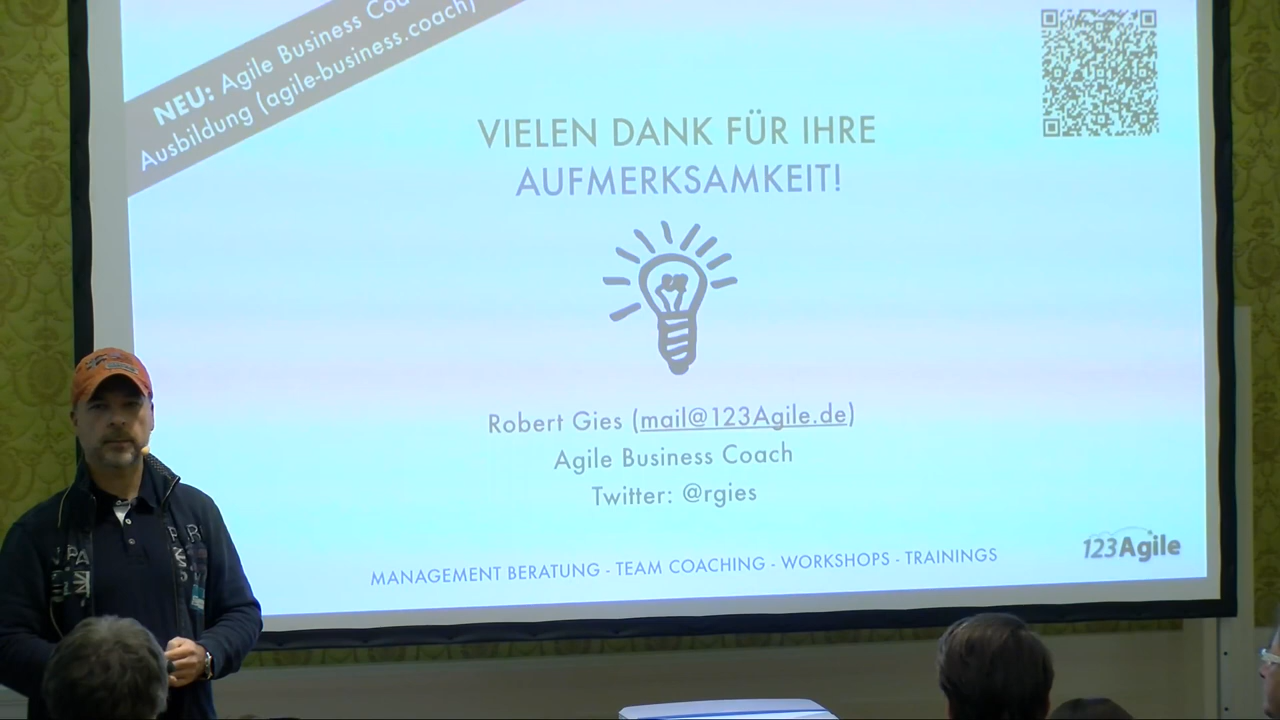 NEU: Agile Business
Ausbildung (agile-business.coach)
VIELEN DANK FÜR IHRE
AUFMERKSAMKEIT!
Robert Gies (mail@123Agile.de)
Agile Business Coach
Twitter: @rgies
123Agile
MANAGEMENT BERATUNG - TEAM COACHING - WORKSHOPS - TRAININGS